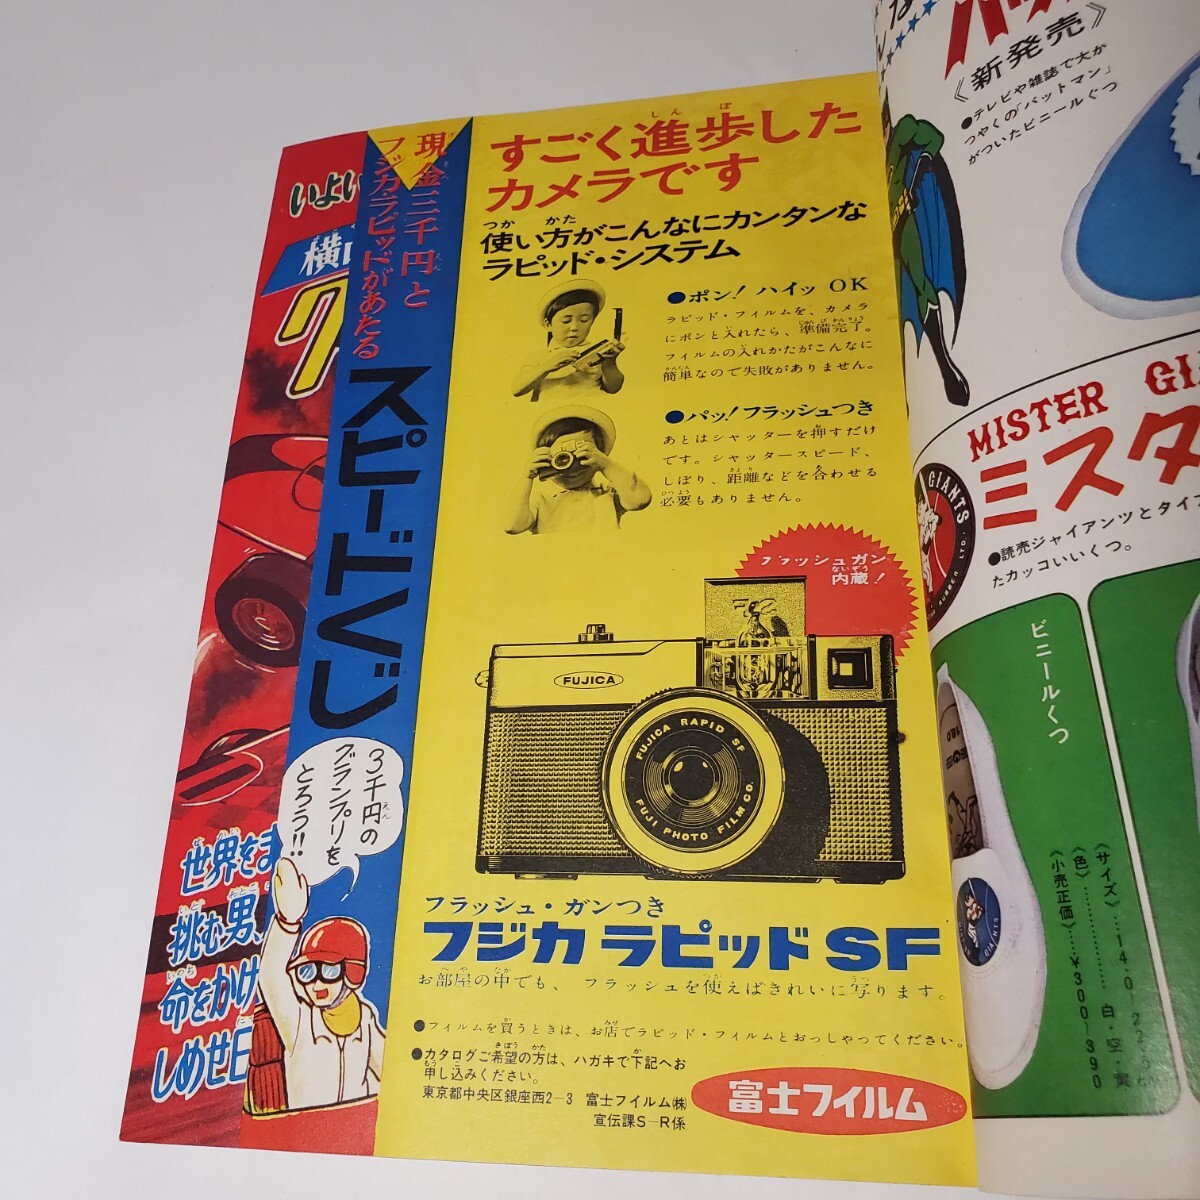 すごく進歩した
カメラです
使い方がこんなにカンタンな
ラピッド・システム
●ポン! ハイッ OK
ラピッド・フィルムを、カメラ
にポンと入れたら、準備完了。
フィルムの入れかたがこんなに
簡単なので失敗がありません。
●パッ!フラッシュつき
あとはシャッターを押すだけ
です。シャッタースピード、
しぼり、距離などを合わせる
必要もありません。
フラッシュガン
内蔵!
FUJICA
FUJICA RAPID SF
FUJI PHOTO FILM CO.
フラッシュ・ガンつき
フジカ ラピッド SF
お部屋の中でも、フラッシュを使えばきれいに写ります。
●フィルムを買うときは、お店でラピッド・フィルムとおっしゃってください。
●カタログご希望の方は、ハガキで下記へお
申し込みください。
東京都中央区銀座西2–3 富士フイルム(株)
宣伝課S–R係
富士フイルム
現金三千円と
フジカ・ラピッドがあたる
スピードくじ
3千円の
グランプリを
とろう!!
いよい
横山
世界をま
挑む男、
命をかけ
しめせ日
《新発売》
●テレビや雑誌で大か
つやくの「バットマン」
がついたビニールぐつ
MISTER GIA
ミスタ
GIANTS
RUBBER LTD.
●読売ジャイアンツとタイ
たカッコいいくつ。
ビニールくつ
《サイズ》…14.0
《色》…………白・空・黄
《小売正価》…¥300~390
GIANTS